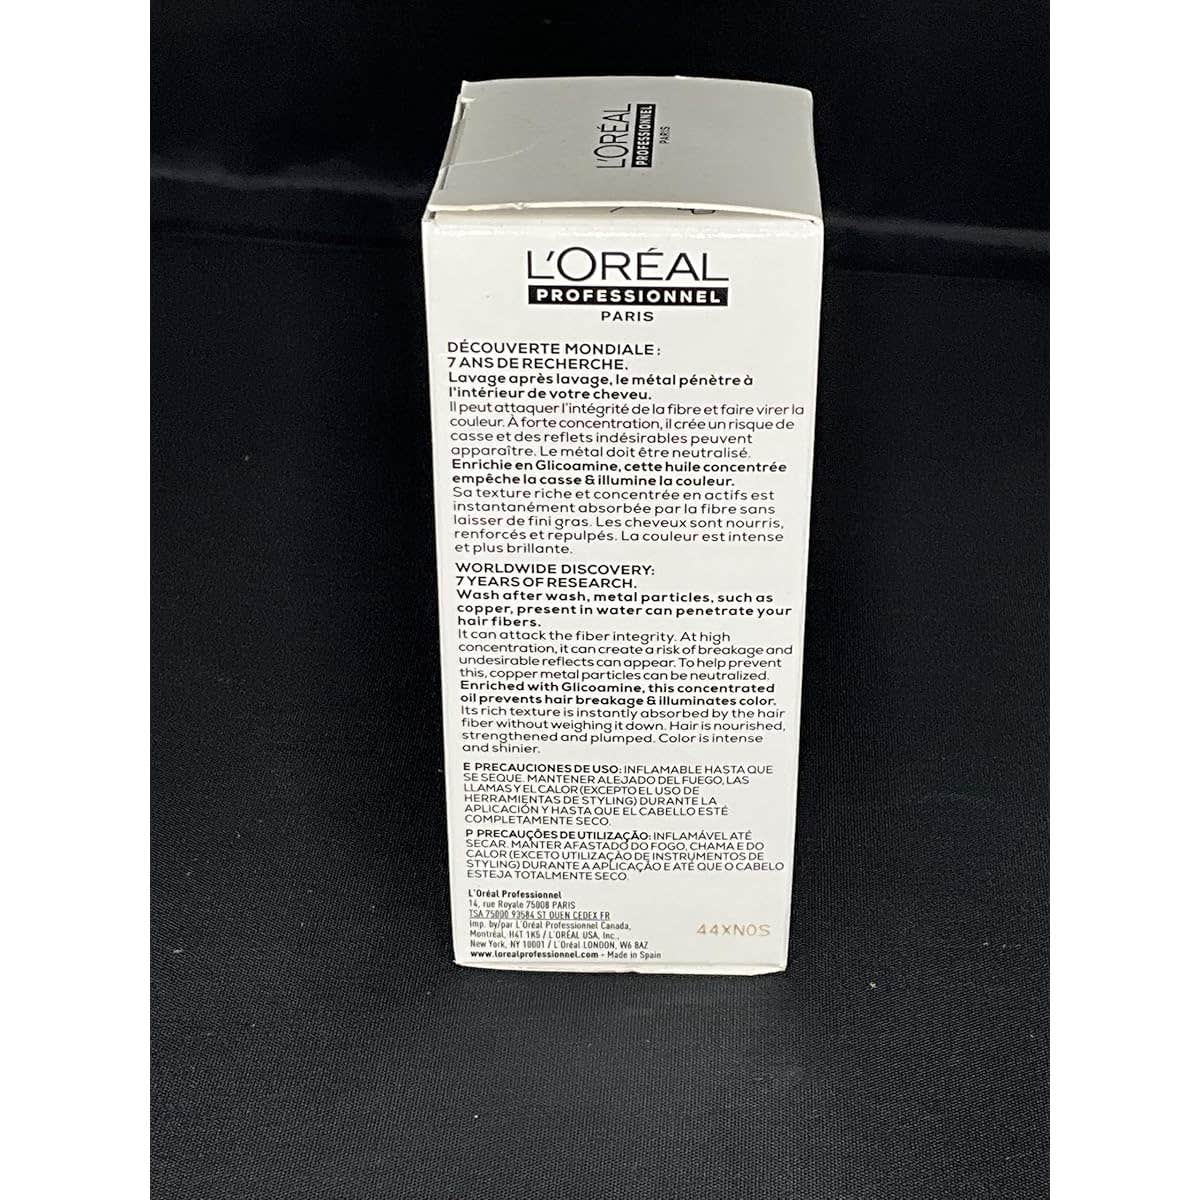 L'ORÉAL
PROFESSIONNEL
PARIS
L'ORÉAL
PROFESSIONNEL
PARIS
DÉCOUVERTE MONDIALE :
7 ANS DE RECHERCHE.
Lavage après lavage, le métal pénètre à
l'intérieur de votre cheveu.
Il peut attaquer l'intégrité de la fibre et faire virer la
couleur. À forte concentration, il crée un risque de
casse et des reflets indésirables peuvent
apparaître. Le métal doit être neutralisé.
Enrichie en Glicoamine, cette huile concentrée
empêche la casse & illumine la couleur.
Sa texture riche et concentrée en actifs est
instantanément absorbée par la fibre sans
laisser de fini gras. Les cheveux sont nourris,
renforcés et repulpés. La couleur est intense
et plus brillante.
WORLDWIDE DISCOVERY:
7 YEARS OF RESEARCH.
Wash after wash, metal particles, such as
copper, present in water can penetrate your
hair fibers.
It can attack the fiber integrity. At high
concentration, it can create a risk of breakage and
undesirable reflects can appear. To help prevent
this, copper metal particles can be neutralized.
Enriched with Glicoamine, this concentrated
oil prevents hair breakage & illuminates color.
Its rich texture is instantly absorbed by the hair
fiber without weighing it down. Hair is nourished,
strengthened and plumped. Color is intense
and shinier.
E PRECAUCIONES DE USO: INFLAMABLE HASTA QUE
SE SEQUE. MANTENER ALEJADO DEL FUEGO, LAS
LLAMAS Y EL CALOR (EXCEPTO EL USO DE
HERRAMIENTAS DE STYLING) DURANTE LA
APLICACIÓN Y HASTA QUE EL CABELLO ESTÉ
COMPLETAMENTE SECO.
P PRECAUÇÕES DE UTILIZAÇÃO: INFLAMÁVEL ATÉ
SECAR. MANTER AFASTADO DO FOGO, CHAMA E DO
CALOR (EXCETO UTILIZAÇÃO DE INSTRUMENTOS DE
STYLING) DURANTE A APLICAÇÃO E ATÉ QUE O CABELO
ESTEJA TOTALMENTE SECO.
L'Oréal Professionnel
14, rue Royale 75008 PARIS
TSA 75000 93584 ST OUEN CEDEX FR
Imp. by/par L'Oréal Professionnel Canada,
Montréal, H4T 1K5 / L'ORÉAL USA, Inc.,
New York, NY 10001 / L'Oréal LONDON, W6 8AZ
www.lorealprofessionnel.com - Made in Spain
44XN0S